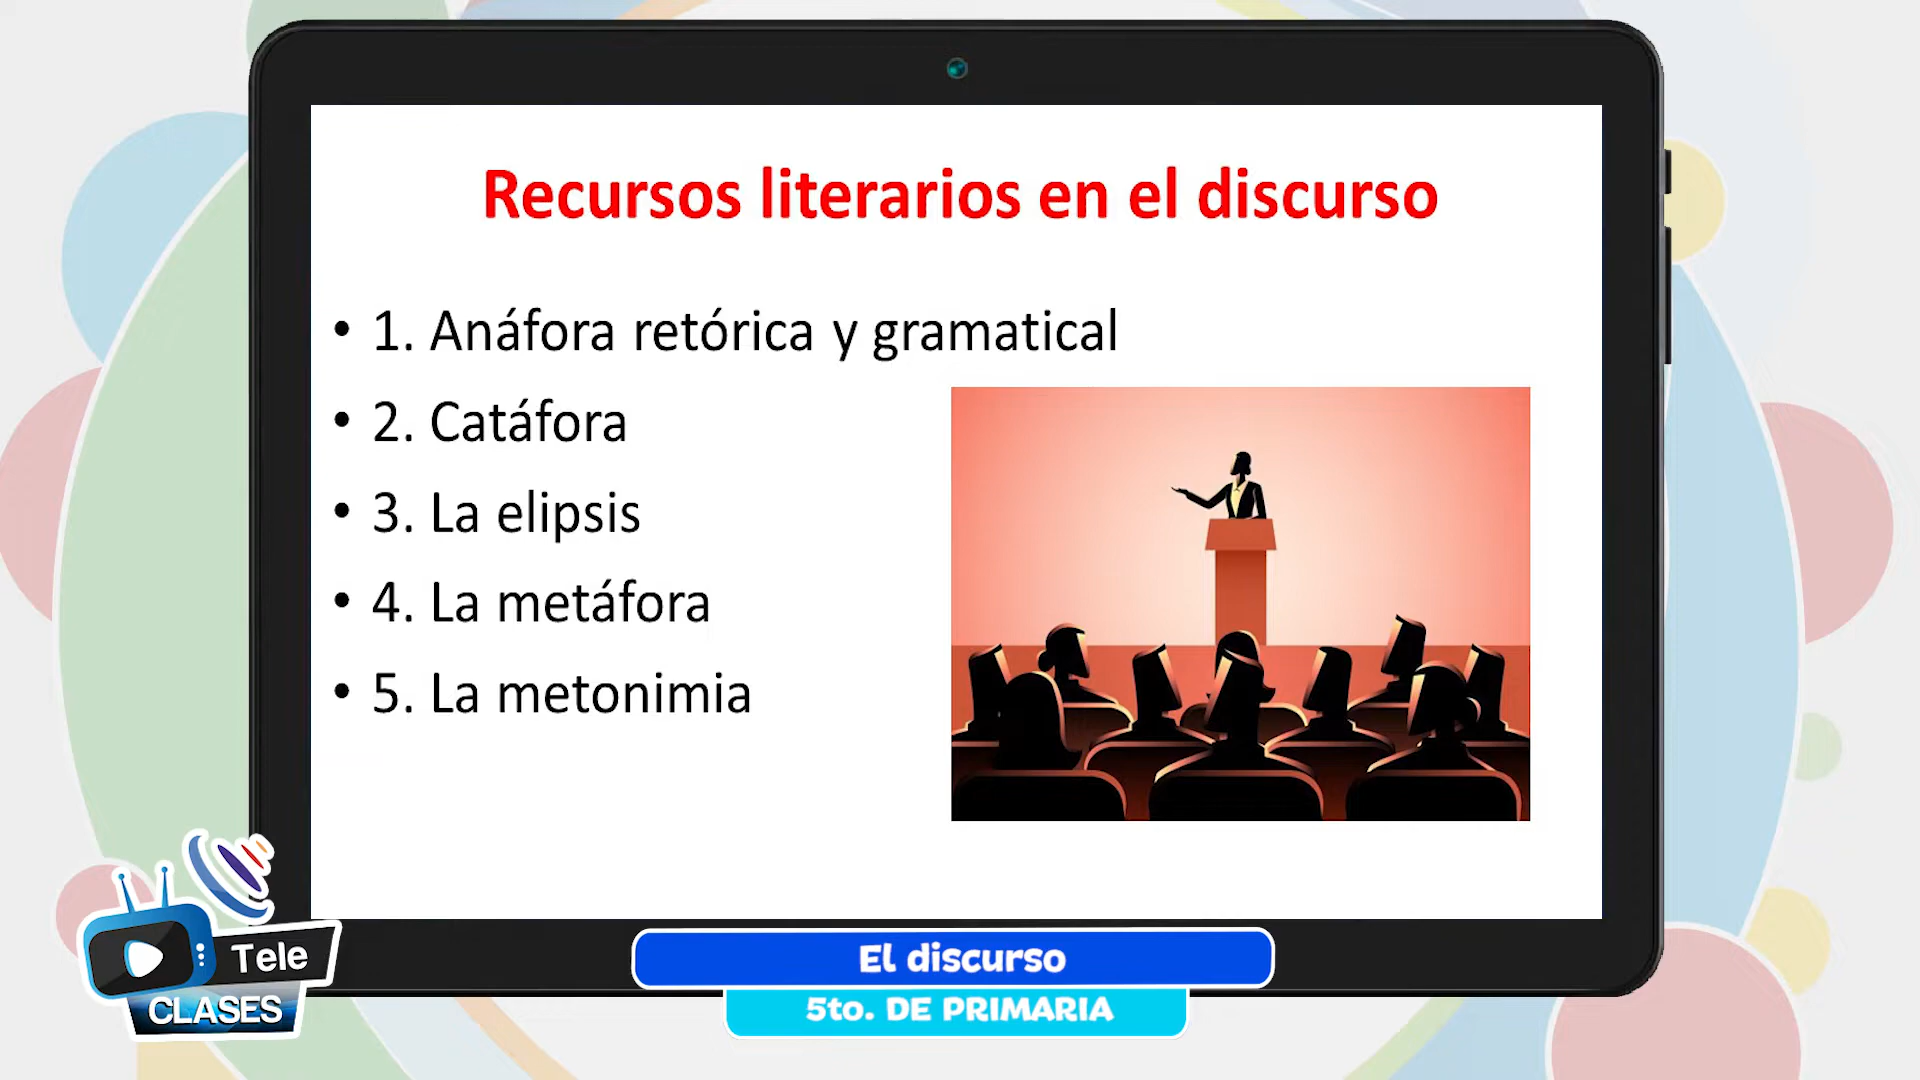 Recursos literarios en el discurso
• 1. Anáfora retórica y gramatical
• 2. Catáfora
• 3. La elipsis
• 4. La metáfora
• 5. La metonimia
Tele
CLASES
El discurso
5to. DE PRIMARIA